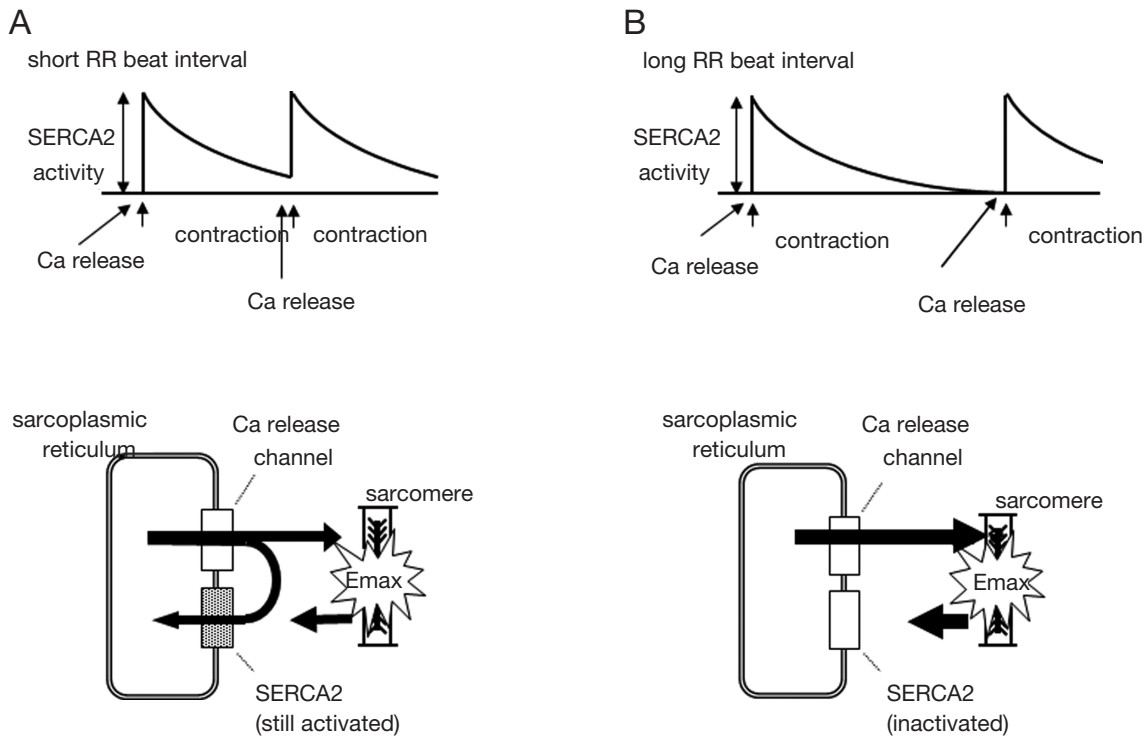 A
short RR beat interval
SERCA2
activity
contraction
contraction
Ca release
Ca release
sarcoplasmic
reticulum
Ca release
channel
sarcomere
Emax
SERCA2
(still activated)
B
long RR beat interval
SERCA2
activity
contraction
contraction
Ca release
Ca release
sarcoplasmic
reticulum
Ca release
channel
sarcomere
Emax
SERCA2
(inactivated)